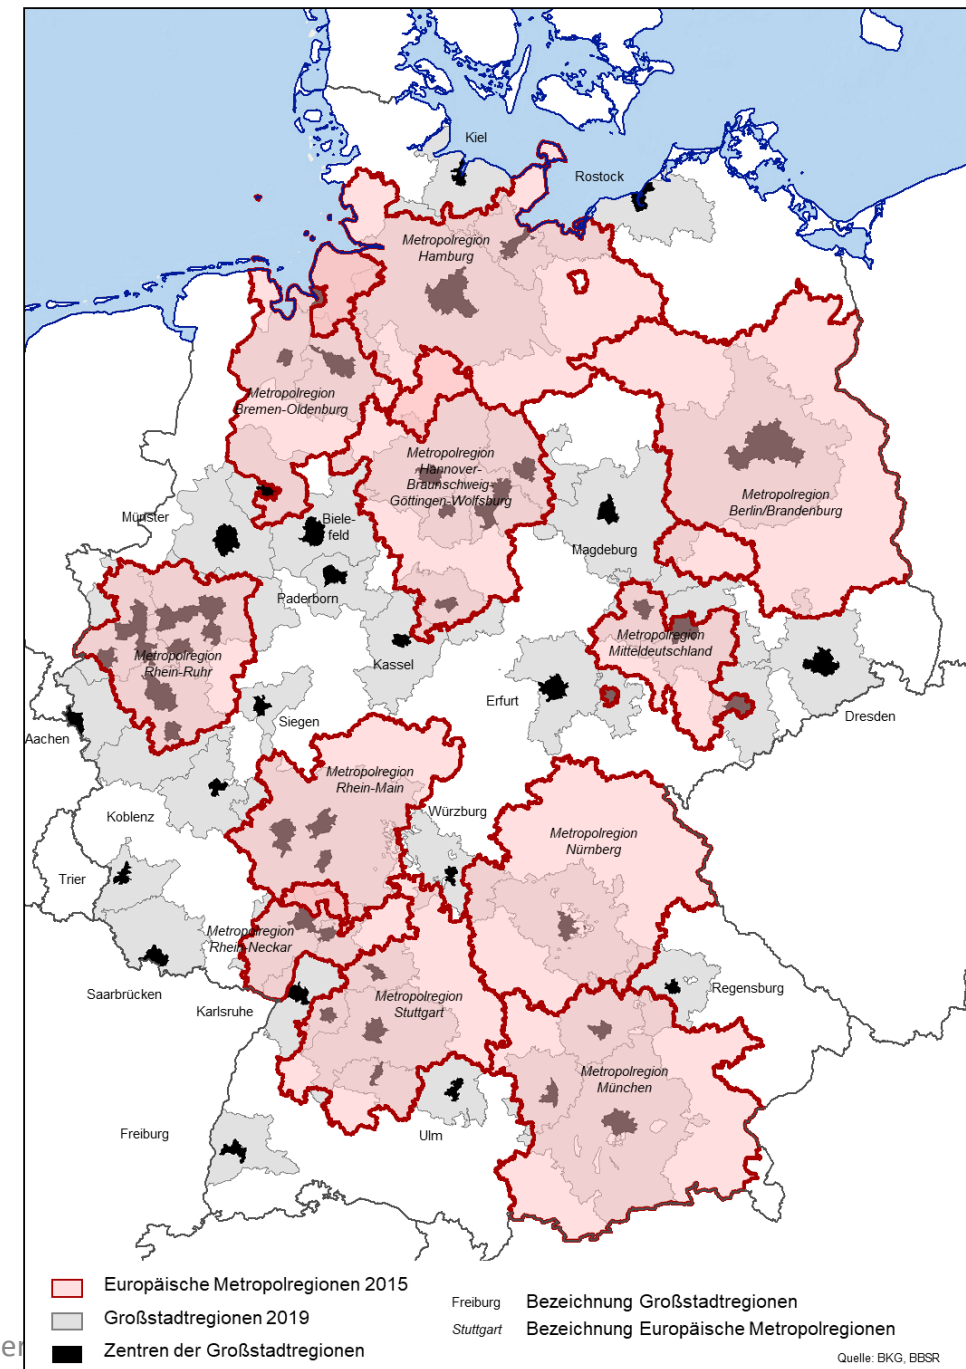 Kiel
Rostock
Metropolregion
Hamburg
Metropolregion
Bremen-Oldenburg
Metropolregion
Hannover-
Braunschweig-
Göttingen-Wolfsburg
Metropolregion
Berlin/Brandenburg
Münster
Biele-
feld
Magdeburg
Paderborn
Metropolregion
Mitteldeutschland
Metropolregion
Rhein-Ruhr
Kassel
Erfurt
Dresden
Siegen
Aachen
Metropolregion
Rhein-Main
Koblenz
Würzburg
Metropolregion
Nürnberg
Trier
Metropolregion
Rhein-Neckar
Saarbrücken
Regensburg
Karlsruhe
Metropolregion
Stuttgart
Metropolregion
München
Freiburg
Ulm
Europäische Metropolregionen 2015
Großstadtregionen 2019
Zentren der Großstadtregionen
Freiburg Bezeichnung Großstadtregionen
Stuttgart Bezeichnung Europäische Metropolregionen
Quelle: BKG, BBSR